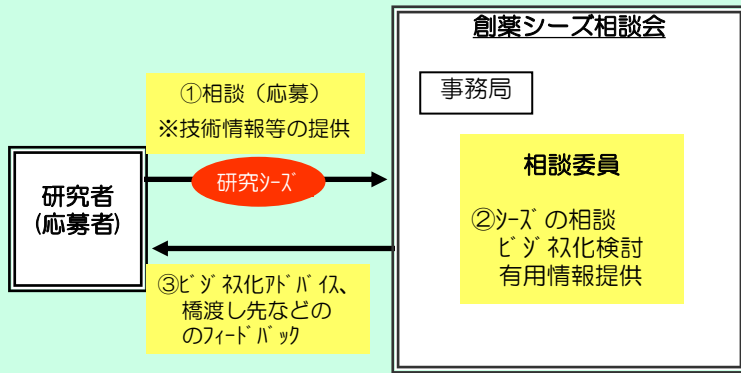 創薬シーズ相談会
事務局
①相談（応募）
※技術情報等の提供
研究ｼｰｽﾞ
研究者
(応募者)
相談委員
②ｼｰｽﾞの相談
ﾋﾞｼﾞﾈｽ化検討
有用情報提供
③ﾋﾞｼﾞﾈｽ化ｱﾄﾞﾊﾞｲｽ、
橋渡し先などの
のﾌｨｰﾄﾞﾊﾞｯｸ